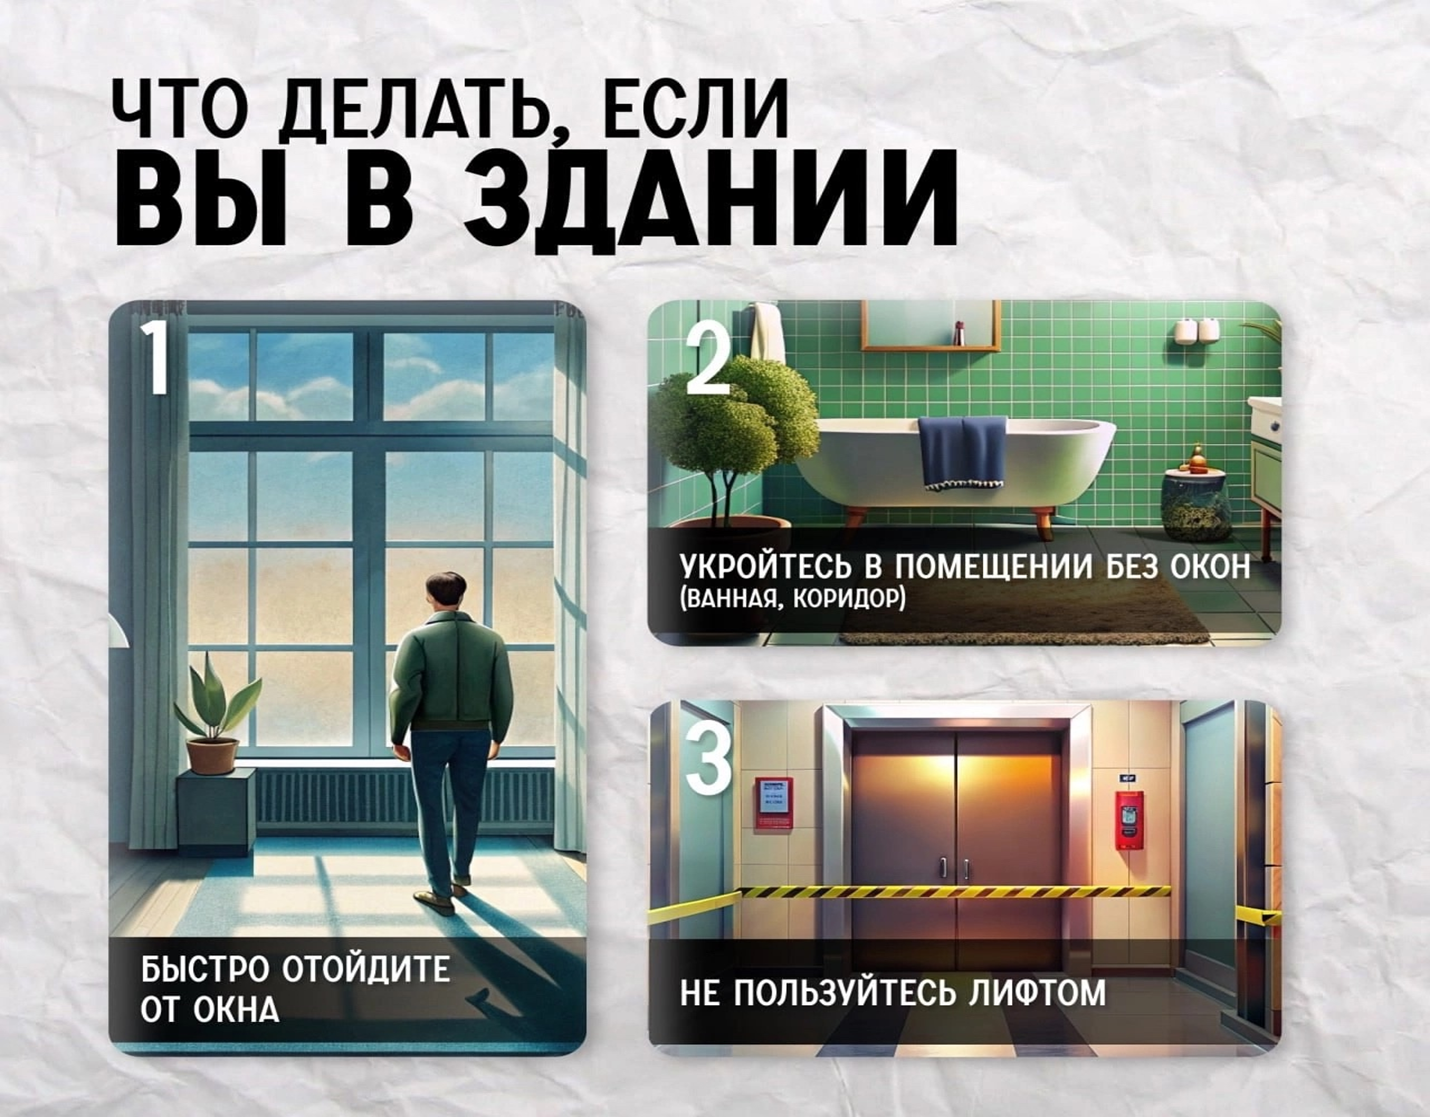 ЧТО ДЕЛАТЬ, ЕСЛИ
ВЫ В ЗДАНИИ
1
БЫСТРО ОТОЙДИТЕ
ОТ ОКНА
2
УКРОЙТЕСЬ В ПОМЕЩЕНИИ БЕЗ ОКОН
(ВАННАЯ, КОРИДОР)
3
НЕ ПОЛЬЗУЙТЕСЬ ЛИФТОМ